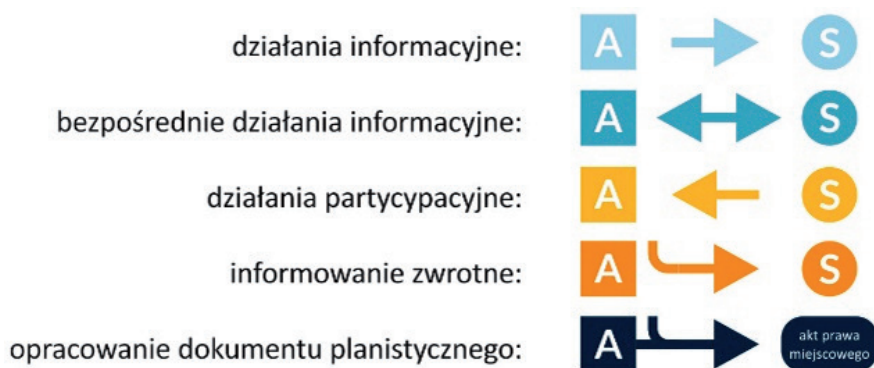 działania informacyjne: A S
bezpośrednie działania informacyjne: A S
działania partycypacyjne: A S
informowanie zwrotne: A S
opracowanie dokumentu planistycznego: A akt prawa
miejscowego